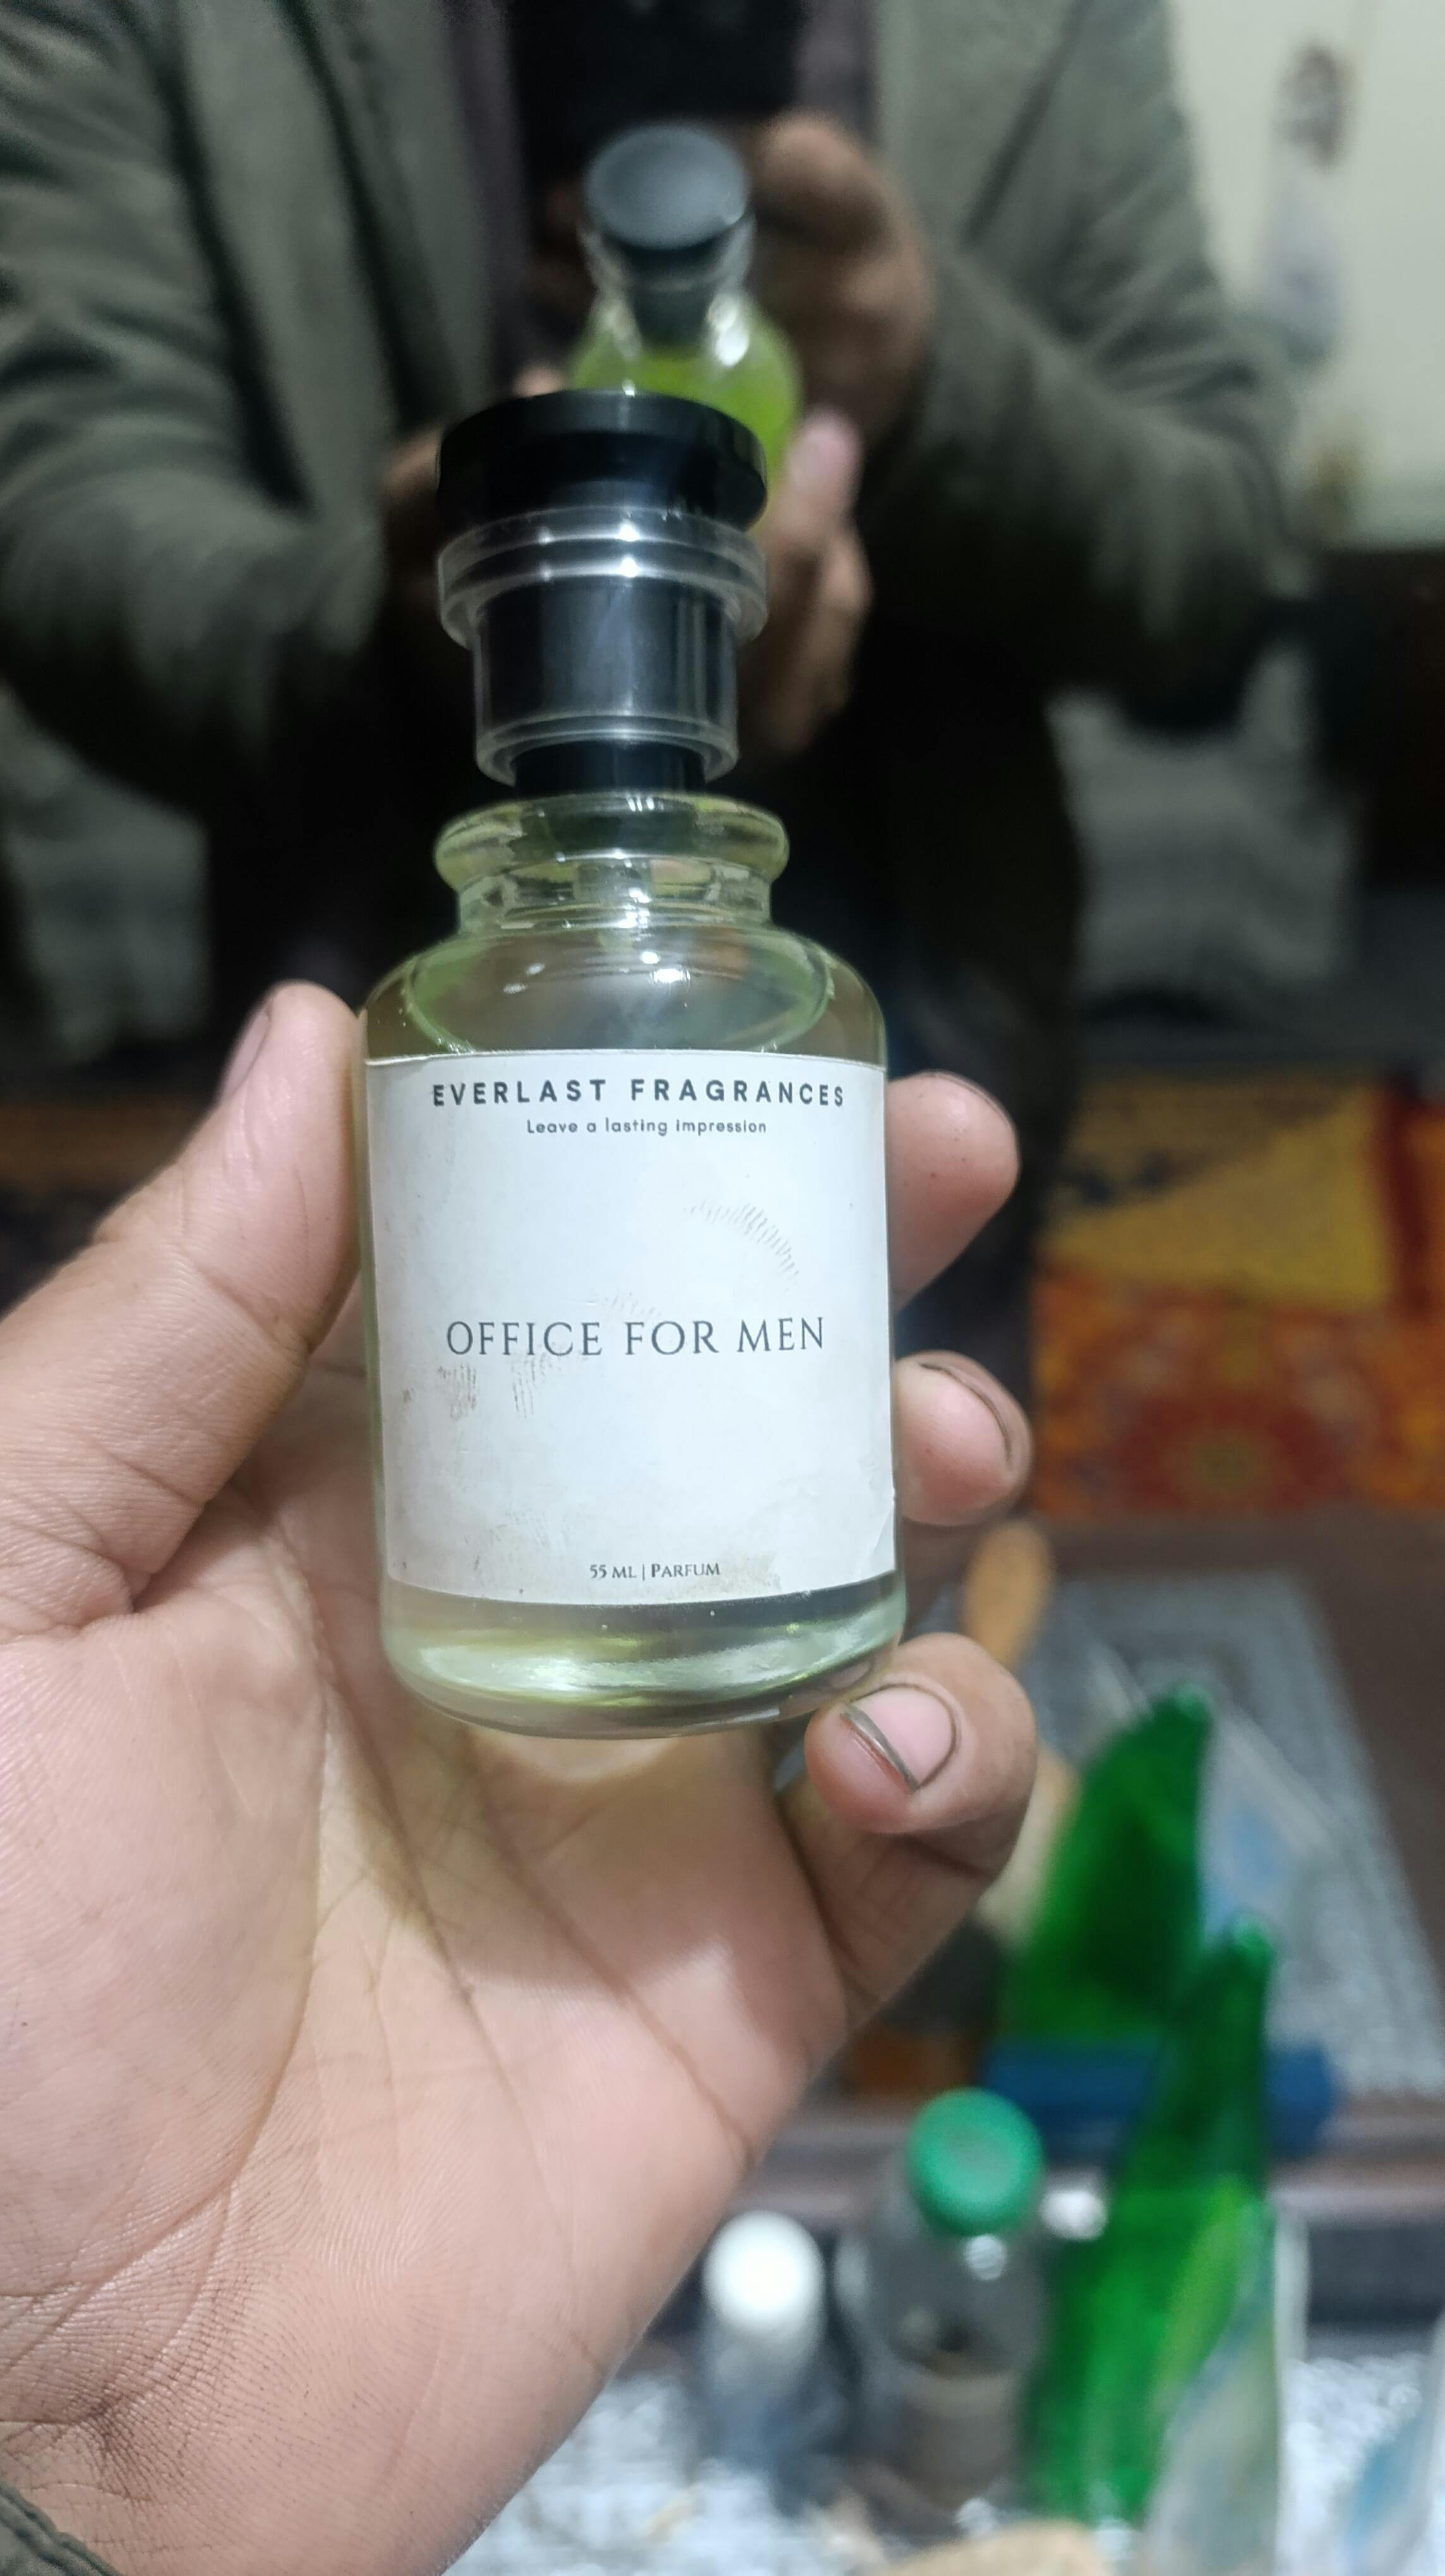 EVERLAST FRAGRANCES
Leave a lasting impression
OFFICE FOR MEN
55 ML | PARFUM